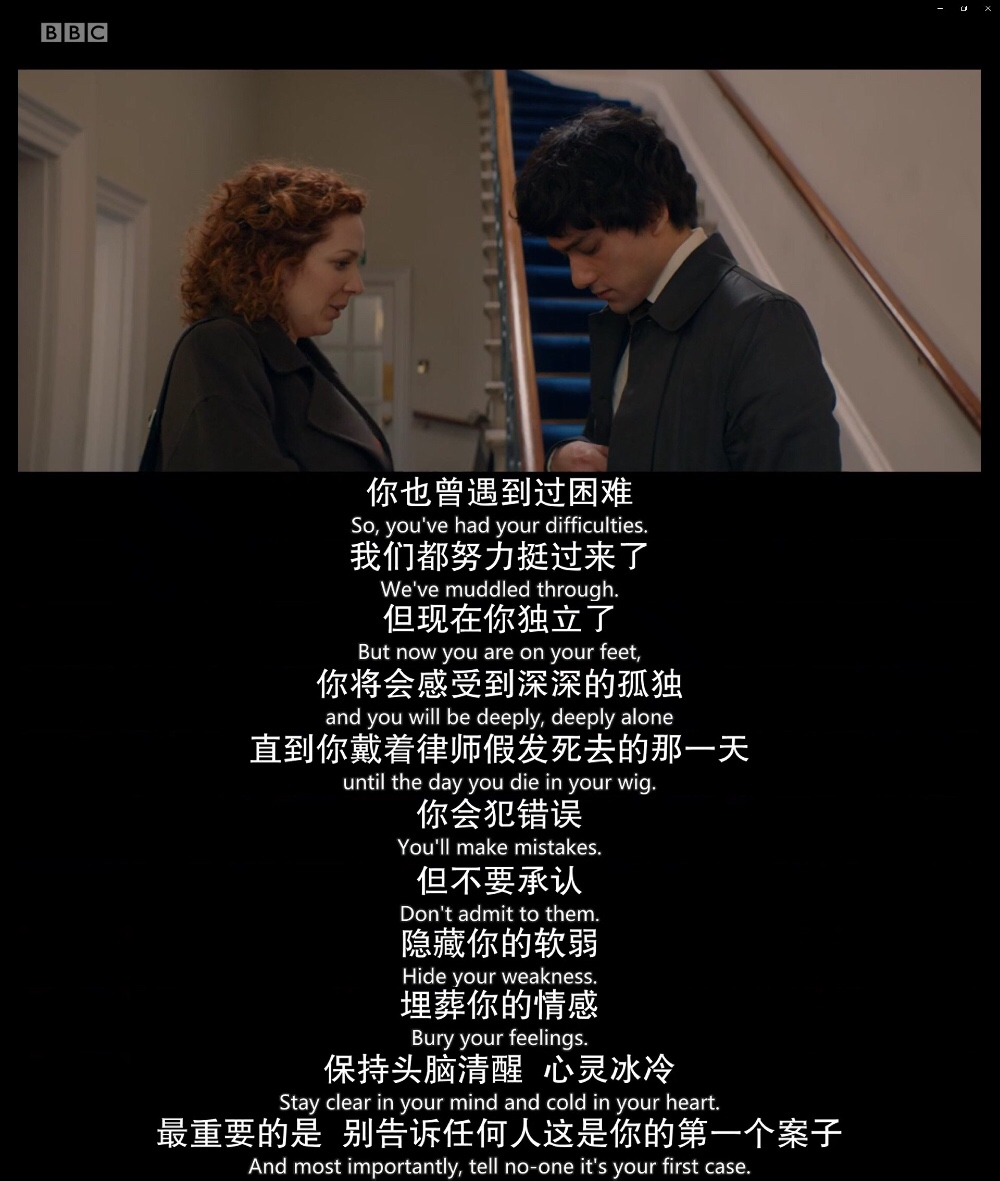 BBC
你也曾遇到过困难
So, you've had your difficulties.
我们都努力挺过来了
We've muddled through.
但现在你独立了
But now you are on your feet,
你将会感受到深深的孤独
and you will be deeply, deeply alone
直到你戴着律师假发死去的那一天
until the day you die in your wig.
你会犯错误
You'll make mistakes.
但不要承认
Don't admit to them.
隐藏你的软弱
Hide your weakness.
埋葬你的情感
Bury your feelings.
保持头脑清醒 心灵冰冷
Stay clear in your mind and cold in your heart.
最重要的是 别告诉任何人这是你的第一个案子
And most importantly, tell no-one it's your first case.